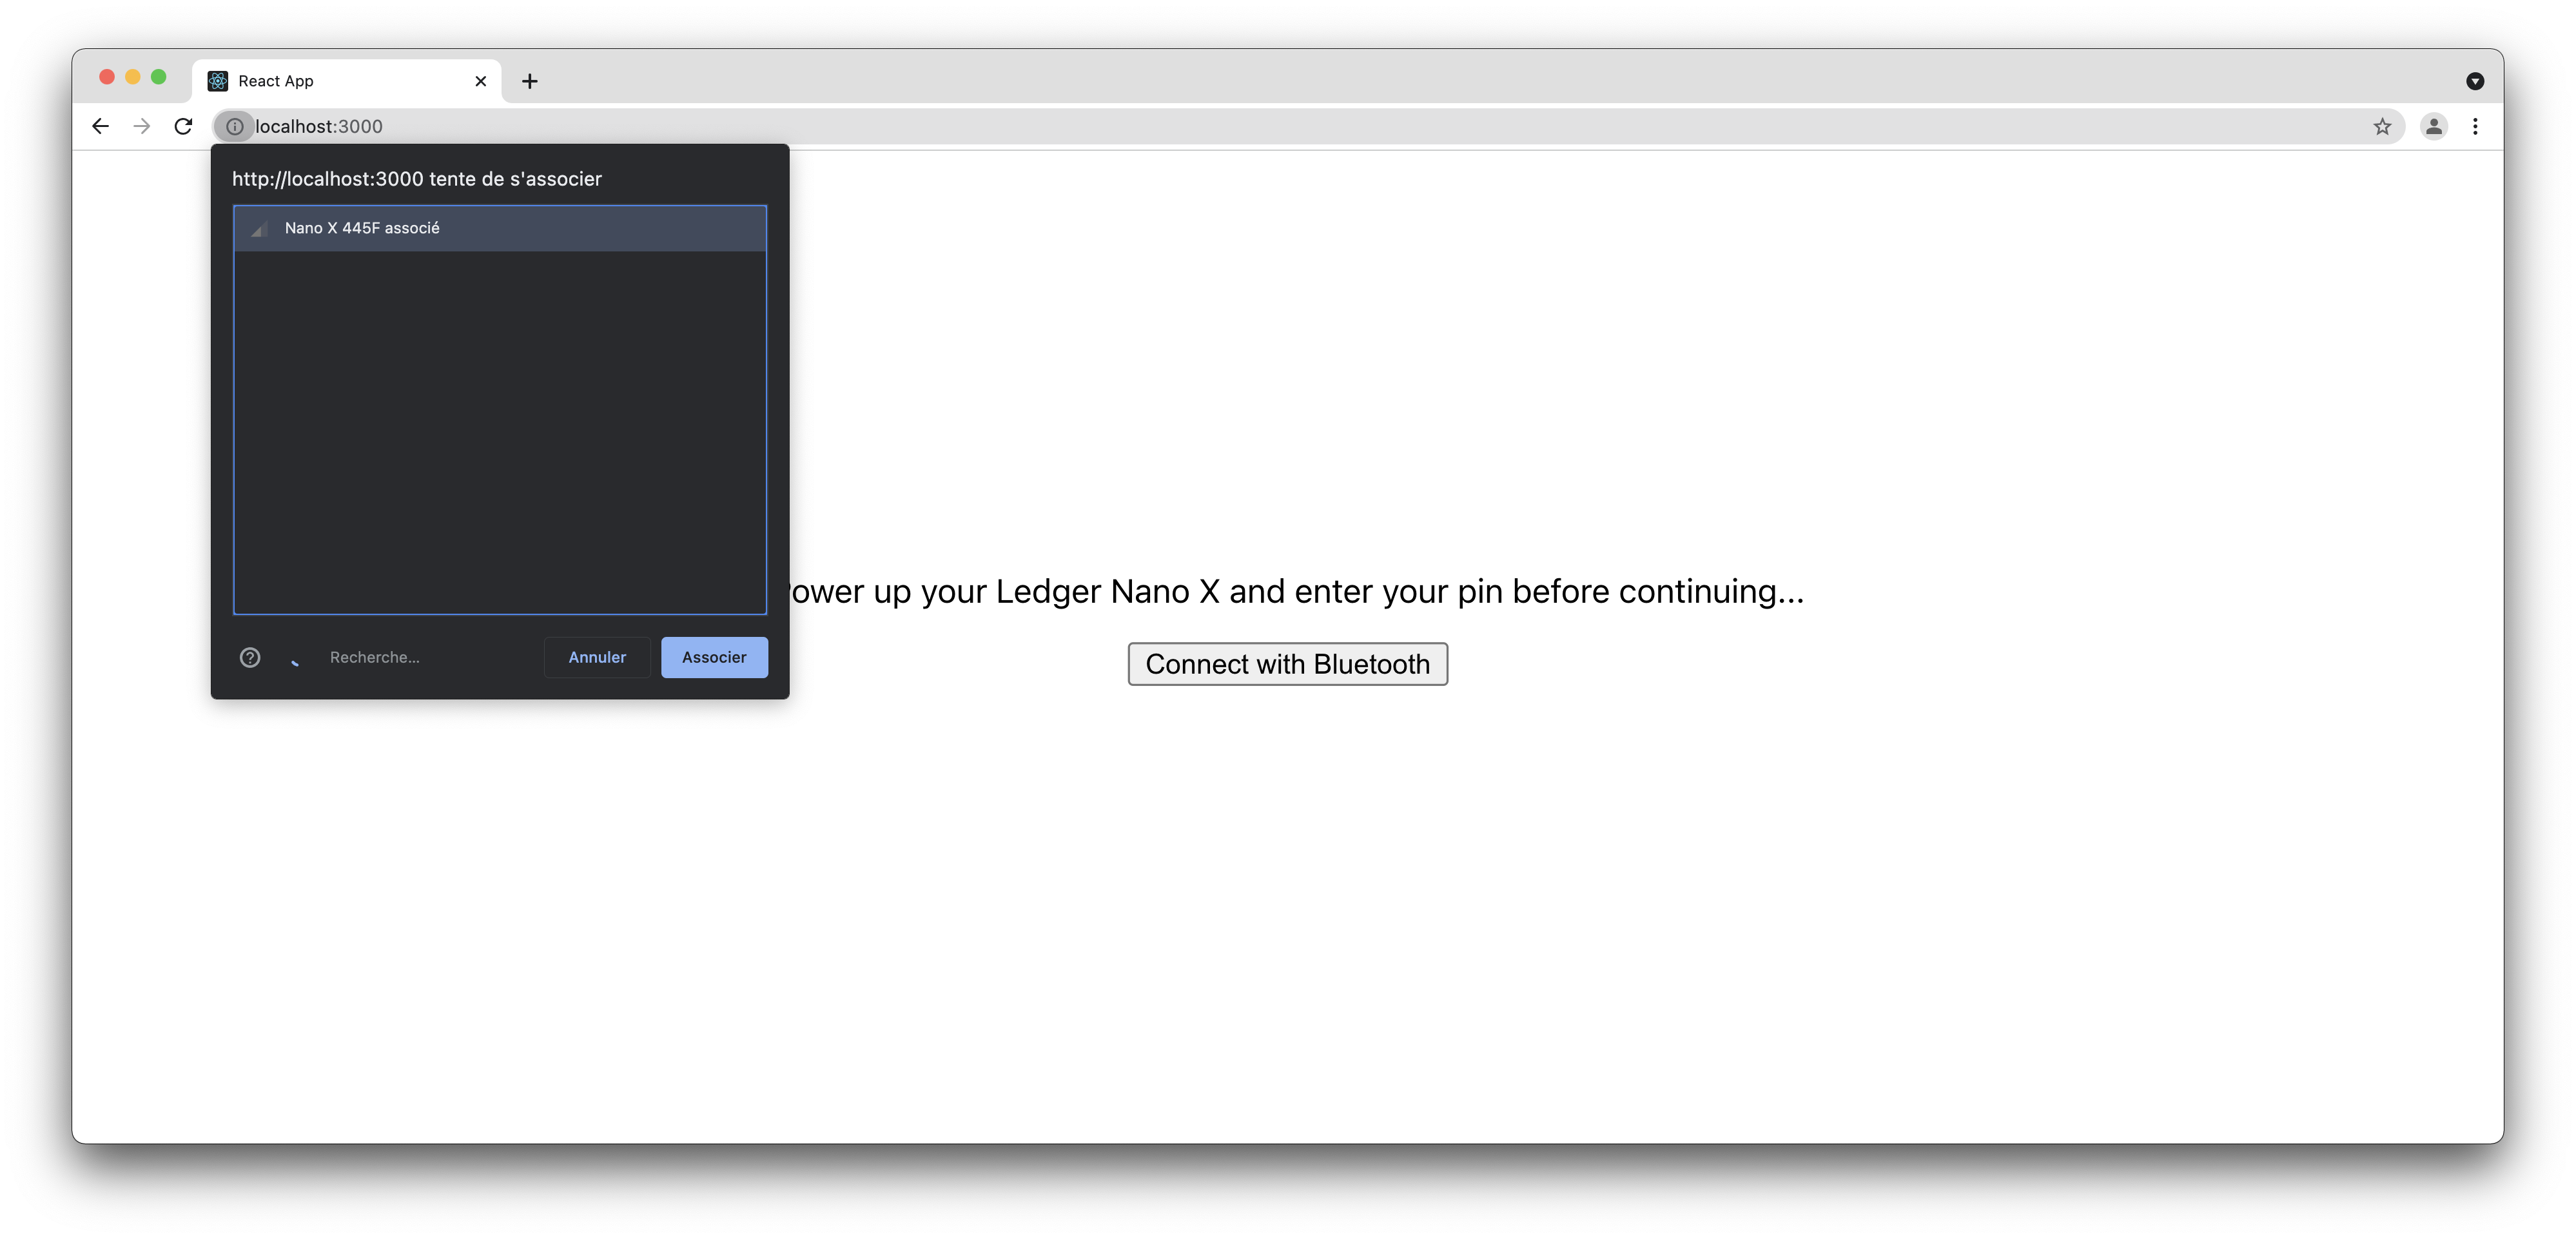 React App
localhost:3000
http://localhost:3000 tente de s'associer
Nano X 445F associé
ower up your Ledger Nano X and enter your pin before continuing...
Connect with Bluetooth
Recherche...
Annuler
Associer